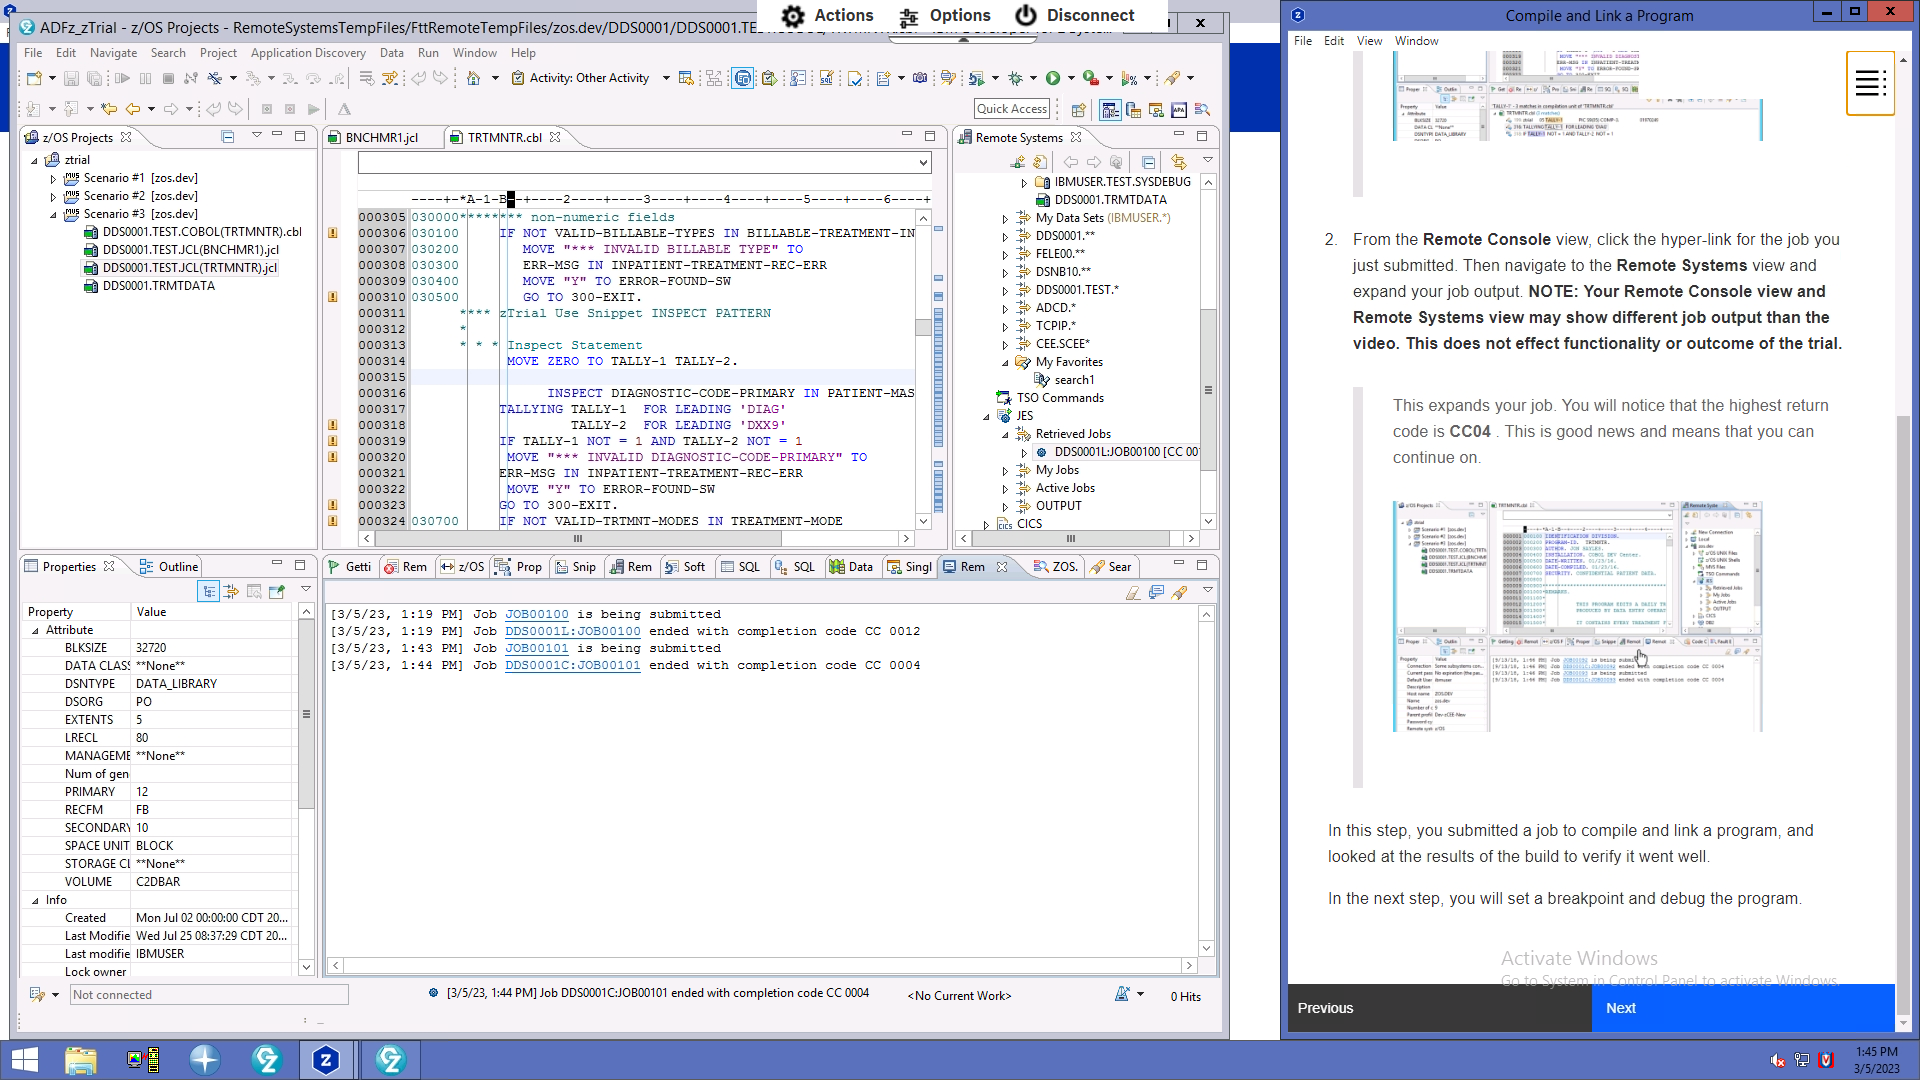 ADFz_zTrial - z/OS Projects - RemoteSystemsTempFiles/FttRemoteTempFiles/zos.dev/DDS0001/DDS0001.TE
Actions Options Disconnect
File Edit Navigate Search Project Application Discovery Data Run Window Help
Activity: Other Activity
Quick Access
z/OS Projects
ztrial
Scenario #1 [zos.dev]
Scenario #2 [zos.dev]
Scenario #3 [zos.dev]
DDS0001.TEST.COBOL(TRTMNTR).cbl
DDS0001.TEST.JCL(BNCHMR1).jcl
DDS0001.TEST.JCL(TRTMNTR).jcl
DDS0001.TRMTDATA
BNCHMR1.jcl TRTMNTR.cbl
----+-*A-1-B--+----2----+----3----+----4----+----5----+----6----+
000305 030000******** non-numeric fields
000306 030100 IF NOT VALID-BILLABLE-TYPES IN BILLABLE-TREATMENT-IN
000307 030200 MOVE "*** INVALID BILLABLE TYPE" TO
000308 030300 ERR-MSG IN INPATIENT-TREATMENT-REC-ERR
000309 030400 MOVE "Y" TO ERROR-FOUND-SW
000310 030500 GO TO 300-EXIT.
000311 **** zTrial Use Snippet INSPECT PATTERN
000312 *
000313 * * * Inspect Statement
000314 MOVE ZERO TO TALLY-1 TALLY-2.
000315
000316 INSPECT DIAGNOSTIC-CODE-PRIMARY IN PATIENT-MAS
000317 TALLYING TALLY-1 FOR LEADING 'DIAG'
000318 TALLY-2 FOR LEADING 'DXX9'
000319 IF TALLY-1 NOT = 1 AND TALLY-2 NOT = 1
000320 MOVE "*** INVALID DIAGNOSTIC-CODE-PRIMARY" TO
000321 ERR-MSG IN INPATIENT-TREATMENT-REC-ERR
000322 MOVE "Y" TO ERROR-FOUND-SW
000323 GO TO 300-EXIT.
000324 030700 IF NOT VALID-TRTMNT-MODES IN TREATMENT-MODE
Remote Systems
IBMUSER.TEST.SYSDEBUG
DDS0001.TRMTDATA
My Data Sets (IBMUSER.*)
DDS0001.**
FELE00.**
DSNB10.**
DDS0001.TEST.*
ADCD.*
TCPIP.*
CEE.SCEE*
My Favorites
search1
TSO Commands
JES
Retrieved Jobs
DDS0001L:JOB00100 [CC 00
My Jobs
Active Jobs
OUTPUT
CICS
Properties Outline
Property Value
Attribute
BLKSIZE 32720
DATA CLASS **None**
DSNTYPE DATA_LIBRARY
DSORG PO
EXTENTS 5
LRECL 80
MANAGEME **None**
Num of gen
PRIMARY 12
RECFM FB
SECONDARY 10
SPACE UNIT BLOCK
STORAGE CL **None**
VOLUME C2DBAR
Info
Created Mon Jul 02 00:00:00 CDT 20...
Last Modifie Wed Jul 25 08:37:29 CDT 20...
Last modifie IBMUSER
Lock owner
Getti Rem z/OS Prop Snip Rem Soft SQL SQL Data Singl Rem ZOS. Sear
[3/5/23, 1:19 PM] Job JOB00100 is being submitted
[3/5/23, 1:19 PM] Job DDS0001L:JOB00100 ended with completion code CC 0012
[3/5/23, 1:43 PM] Job JOB00101 is being submitted
[3/5/23, 1:44 PM] Job DDS0001C:JOB00101 ended with completion code CC 0004
Not connected
[3/5/23, 1:44 PM] Job DDS0001C:JOB00101 ended with completion code CC 0004
<No Current Work>
0 Hits
Compile and Link a Program
File Edit View Window
2. From the Remote Console view, click the hyper-link for the job you
just submitted. Then navigate to the Remote Systems view and
expand your job output. NOTE: Your Remote Console view and
Remote Systems view may show different job output than the
video. This does not effect functionality or outcome of the trial.
This expands your job. You will notice that the highest return
code is CC04 . This is good news and means that you can
continue on.
In this step, you submitted a job to compile and link a program, and
looked at the results of the build to verify it went well.
In the next step, you will set a breakpoint and debug the program.
Activate Windows
Go to System in Control Panel to activate Windows.
Previous
Next
1:45 PM
3/5/2023